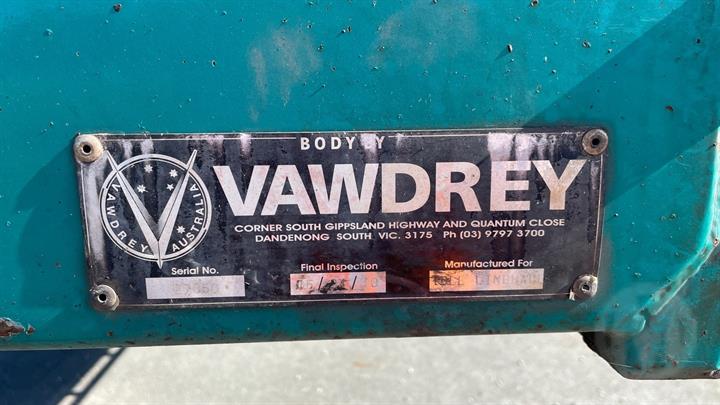 BODY Y
VAWDREY
VAWDREY AUSTRALIA
CORNER SOUTH GIPPSLAND HIGHWAY AND QUANTUM CLOSE
DANDENONG SOUTH VIC. 3175 Ph (03) 9797 3700
Serial No. Final Inspection Manufactured For